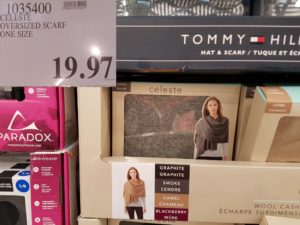 1035400
CELESTE
OVERSIZED SCARF
ONE SIZE
19.97
TOMMY HIL
HAT & SCARF / TUQUE ET ÉC
celeste
PARADOX
GRAPHITE
GRAPHITE
SMOKE
CENDRE
CAMEL
CHAMEAU
BLACKBERRY
MÛRE
WOOL CASH
ÉCHARPE SURDIMENS